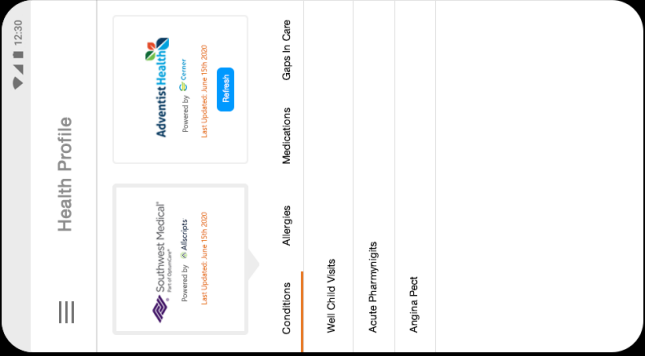 12:30
Health Profile
Southwest Medical
Part of OptumCare
Powered by Allscripts
Last Updated: June 15th 2020
AdventistHealth
Powered by Cerner
Last Updated: June 15th 2020
Refresh
Conditions Allergies Medications Gaps In Care
Well Child Visits
Acute Pharmynigits
Angina Pect